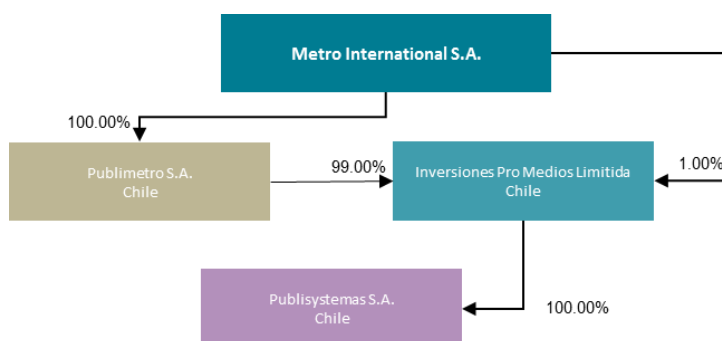 Metro International S.A.
100.00%
Publimetro S.A.
Chile
99.00%
Inversiones Pro Medios Limitida
Chile
1.00%
Publisystemas S.A.
Chile
100.00%